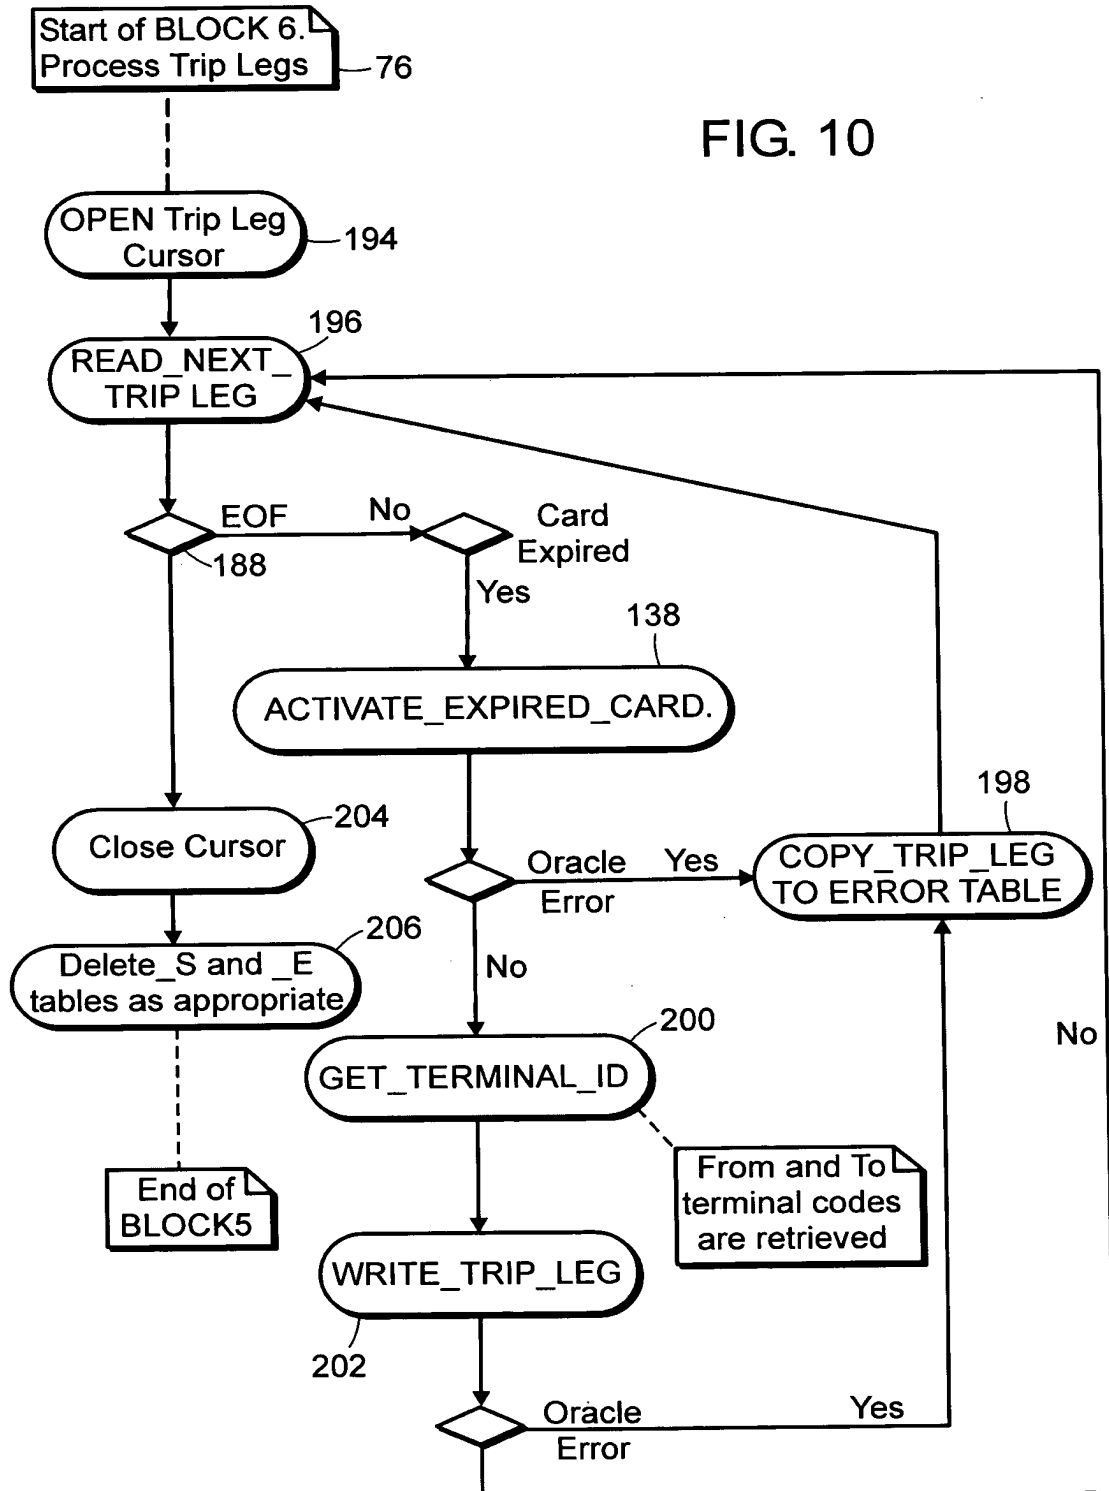 Start of BLOCK 6.
Process Trip Legs
76
FIG. 10
OPEN Trip Leg
Cursor
194
196
READ_NEXT_
TRIP LEG
EOF
No
Card
Expired
188
Yes
138
ACTIVATE_EXPIRED_CARD.
198
204
Close Cursor
Oracle
Error
Yes
COPY_TRIP_LEG
TO ERROR TABLE
206
Delete_S and _E
tables as appropriate
No
200
GET_TERMINAL_ID
No
From and To
terminal codes
are retrieved
End of
BLOCK5
WRITE_TRIP_LEG
202
Oracle
Error
Yes